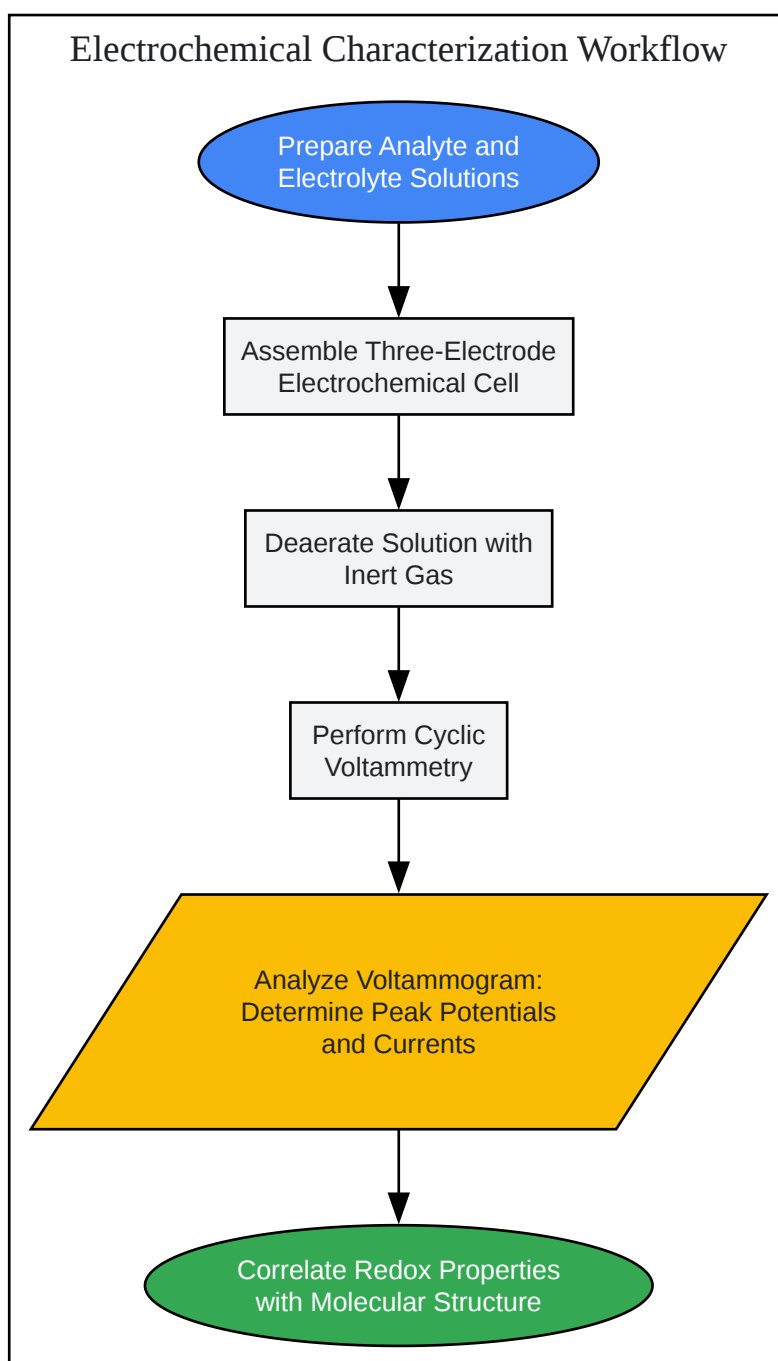 Electrochemical Characterization Workflow
Prepare Analyte and
Electrolyte Solutions
Assemble Three-Electrode
Electrochemical Cell
Deaerate Solution with
Inert Gas
Perform Cyclic
Voltammetry
Analyze Voltammogram:
Determine Peak Potentials
and Currents
Correlate Redox Properties
with Molecular Structure